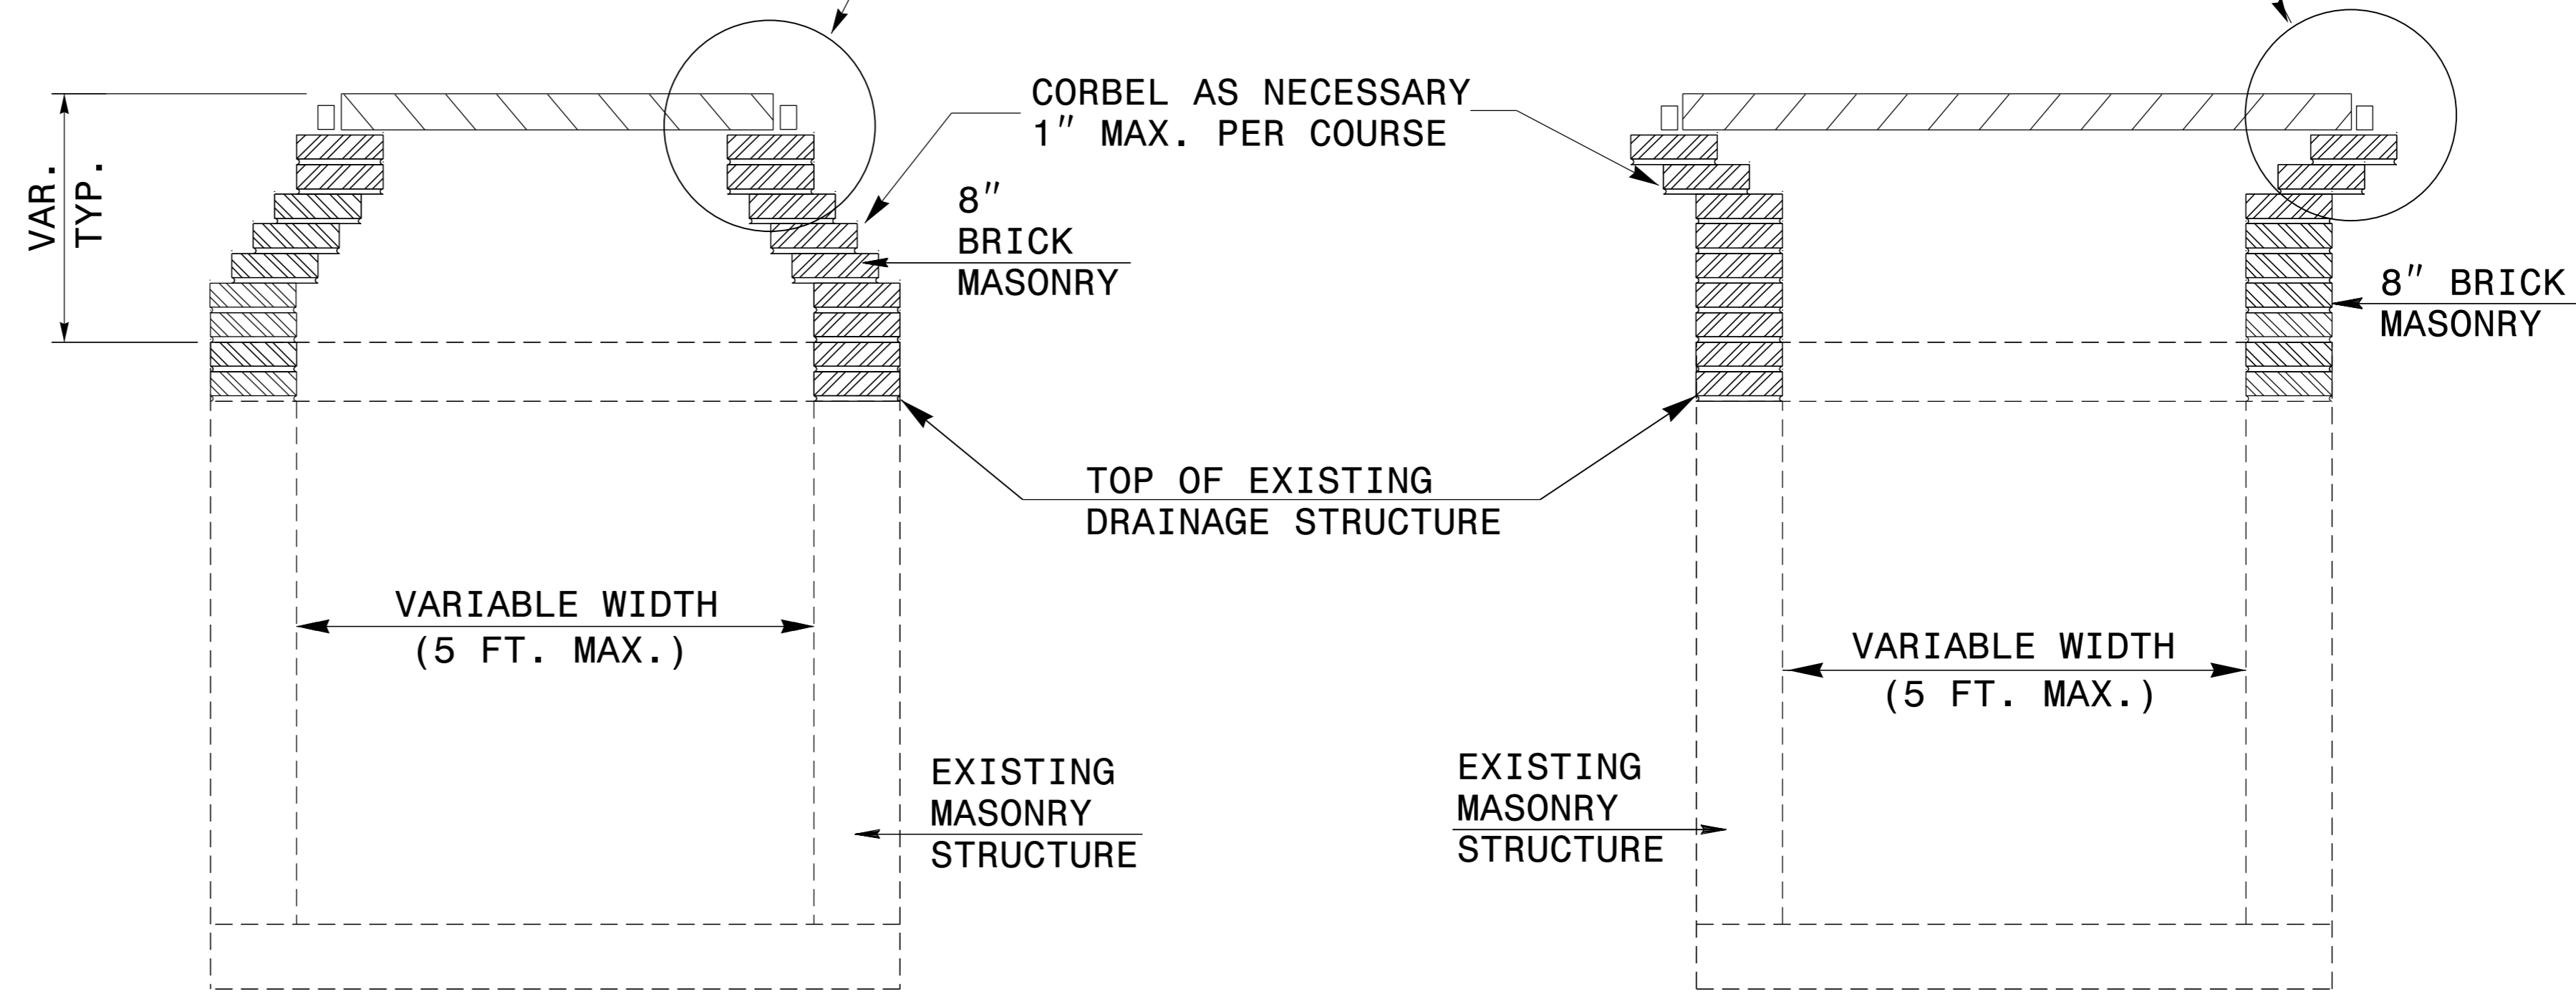 VAR.
TYP.
CORBEL AS NECESSARY
1" MAX. PER COURSE
8"
BRICK
MASONRY
8" BRICK
MASONRY
TOP OF EXISTING
DRAINAGE STRUCTURE
VARIABLE WIDTH
(5 FT. MAX.)
VARIABLE WIDTH
(5 FT. MAX.)
EXISTING
MASONRY
STRUCTURE
EXISTING
MASONRY
STRUCTURE